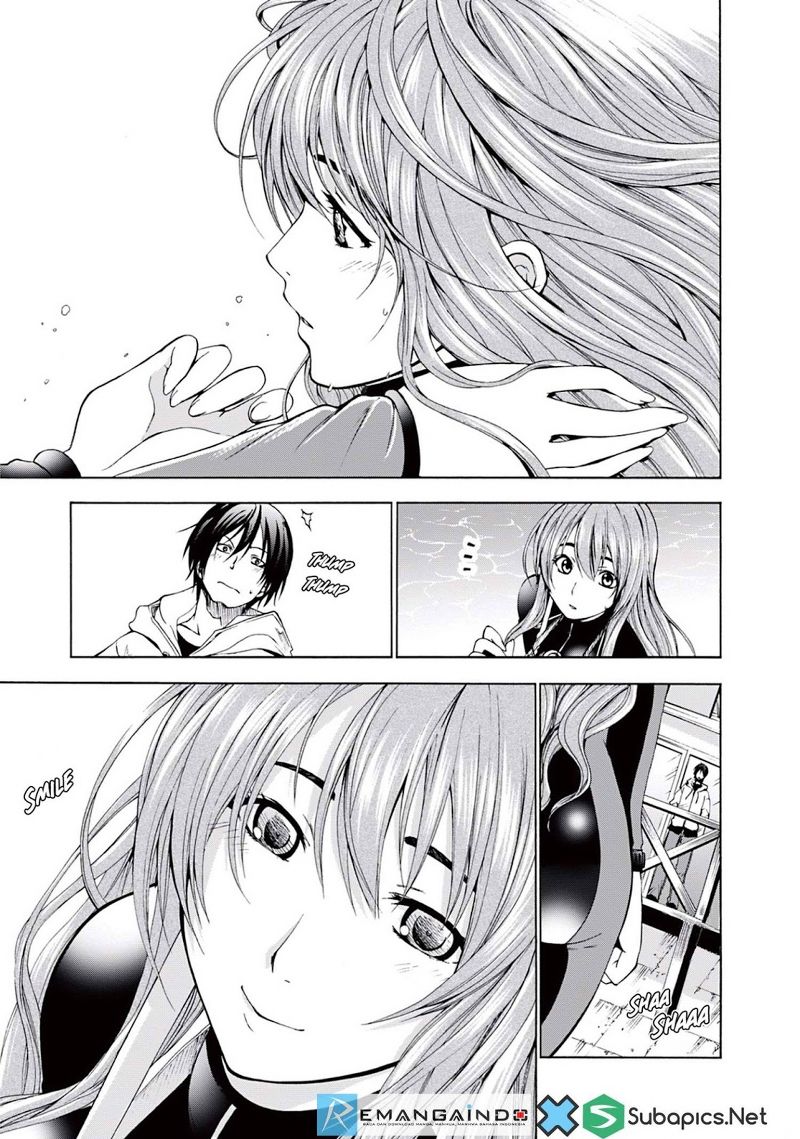 THUMP
THUMP
SHAA
SHAAA
SMILE
REMANGAINDO
BACA DAN DOWNLOAD MANGA, MANHUA, MANHWA BAHASA INDONESIA
Subapics.Net